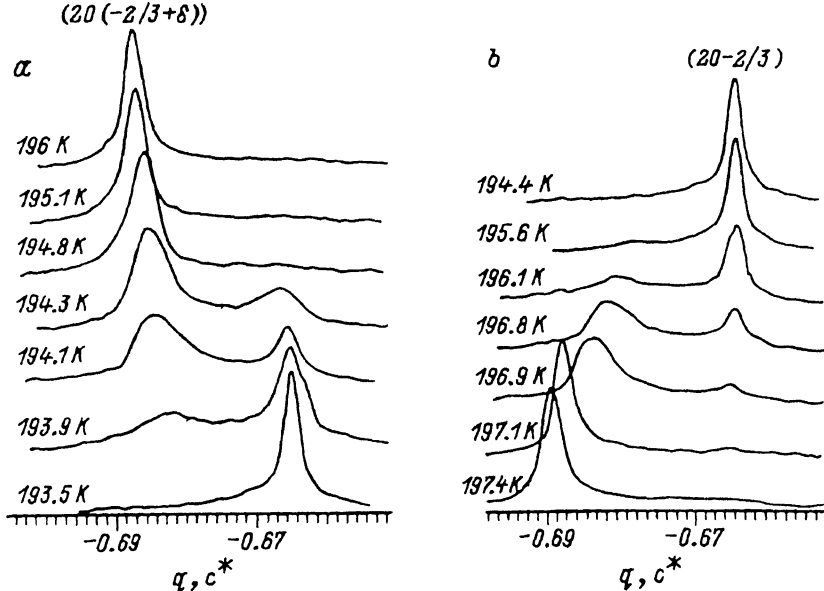 (20(-2/3+δ))
a
196 K
195.1 K
194.8 K
194.3 K
194.1 K
193.9 K
193.5 K
-0.69
-0.67
q, c*
b
(20-2/3)
194.4 K
195.6 K
196.1 K
196.8 K
196.9 K
197.1 K
197.4 K
-0.69
-0.67
q, c*